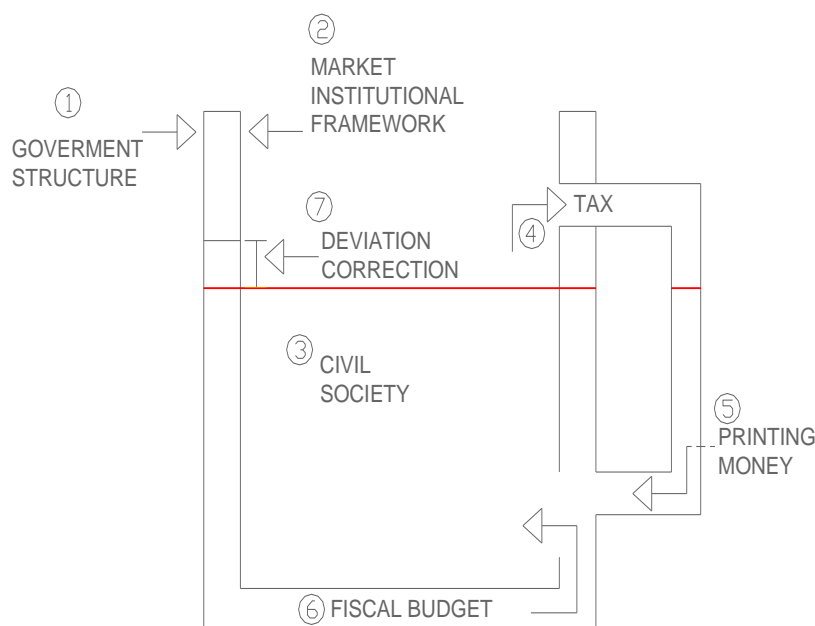 ②
MARKET
INSTITUTIONAL
FRAMEWORK
①
GOVERMENT
STRUCTURE
⑦
DEVIATION
CORRECTION
TAX
④
③
CIVIL
SOCIETY
⑤
PRINTING
MONEY
⑥ FISCAL BUDGET